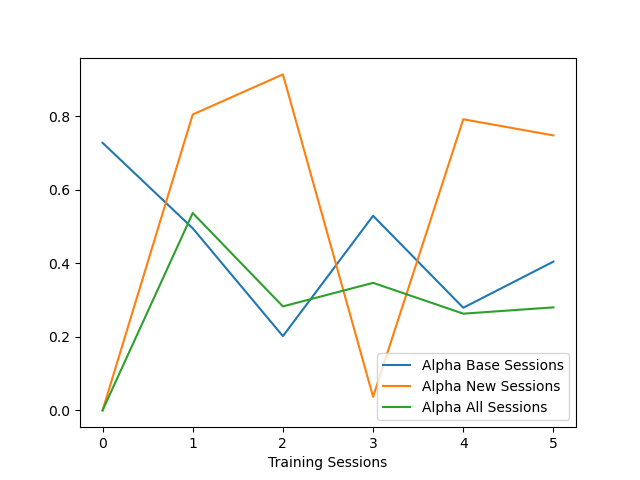 0.8
0.6
0.4
0.2
0.0
Alpha Base Sessions
Alpha New Sessions
Alpha All Sessions
0 1 2 3 4 5
Training Sessions